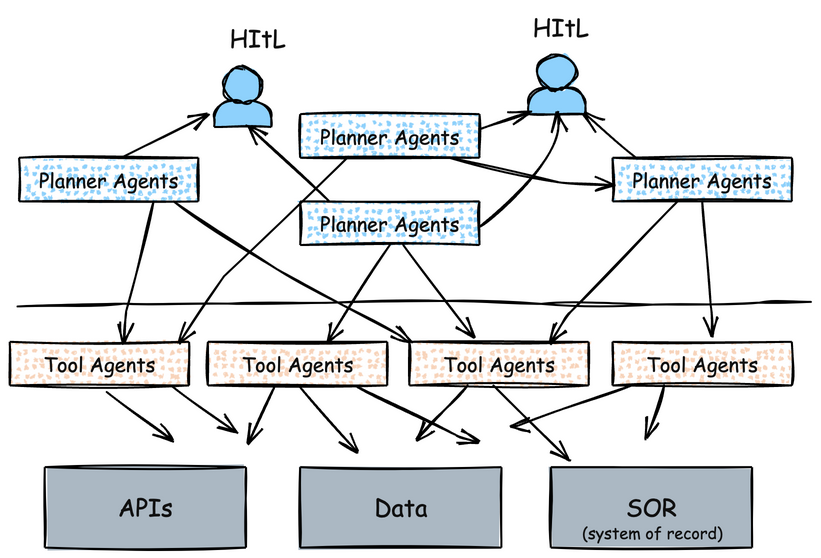 HItL
HItL
Planner Agents
Planner Agents
Planner Agents
Planner Agents
Tool Agents
Tool Agents
Tool Agents
Tool Agents
APIs
Data
SOR
(system of record)